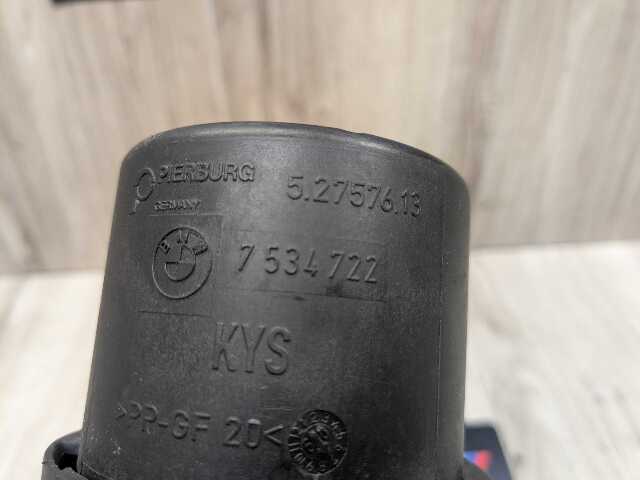 PIERBURG 5.27576.13
GERMANY
BMW 7 534 722
KYS
>PP-GF 20<